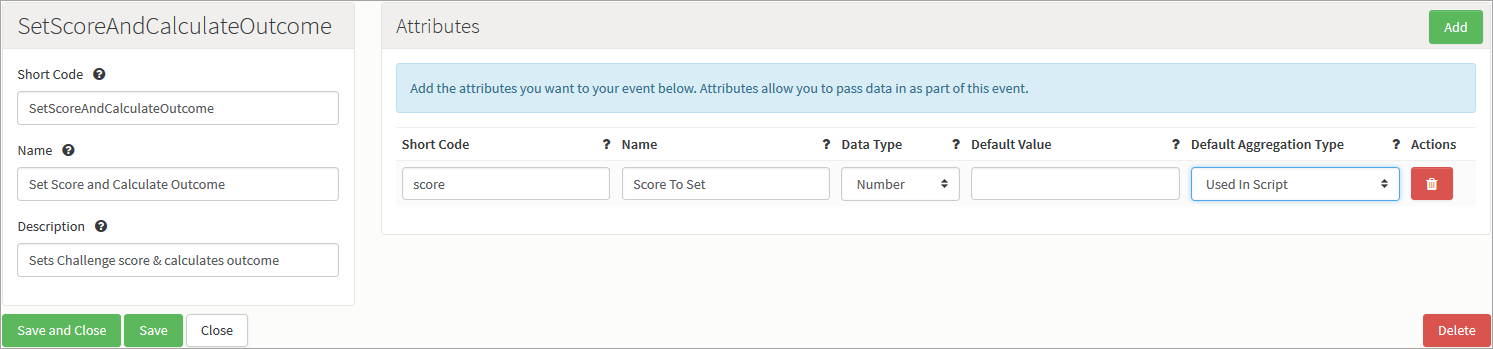 SetScoreAndCalculateOutcome
Short Code ?
SetScoreAndCalculateOutcome
Name ?
Set Score and Calculate Outcome
Description ?
Sets Challenge score & calculates outcome
Save and Close Save Close
Attributes Add
Add the attributes you want to your event below. Attributes allow you to pass data in as part of this event.
Short Code ? Name ? Data Type ? Default Value ? Default Aggregation Type ? Actions
score Score To Set Number Used In Script
Delete